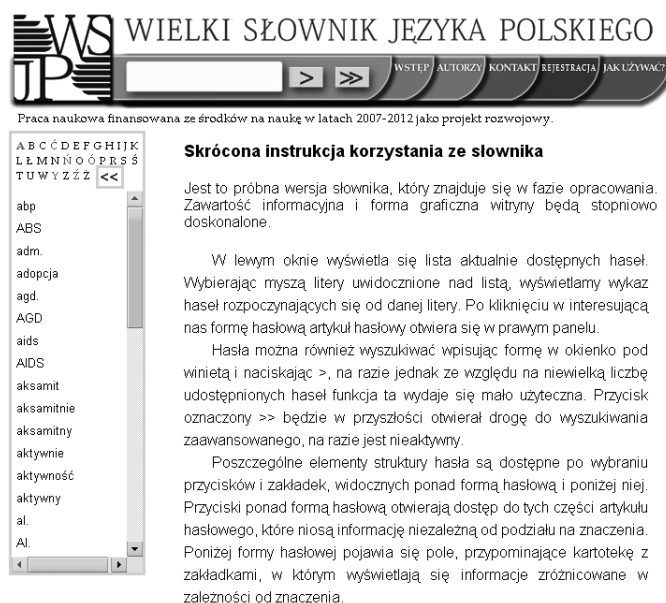 WSJP
WIELKI SŁOWNIK JĘZYKA POLSKIEGO
> >> WSTĘP AUTORZY KONTAKT REJESTRACJA JAK UŻYWAĆ?
Praca naukowa finansowana ze środków na naukę w latach 2007-2012 jako projekt rozwojowy.
A B C Ć D E F G H I J K
L Ł M N Ń O Ó P R S Ś
T U W Y Z Ź Ż <<
abp
ABS
adm.
adopcja
agd.
AGD
aids
AIDS
aksamit
aksamitnie
aksamitny
aktywnie
aktywność
aktywny
al.
Al.
Skrócona instrukcja korzystania ze slownika
Jest to próbna wersja słownika, który znajduje się w fazie opracowania.
Zawartość informacyjna i forma graficzna witryny będą stopniowo
doskonalone.
W lewym oknie wyświetla się lista aktualnie dostępnych haseł.
Wybierając myszą litery uwidocznione nad listą, wyświetlamy wykaz
haseł rozpoczynających się od danej litery. Po kliknięciu w interesującą
nas formę hasłową artykuł hasłowy otwiera się w prawym panelu.
Hasła można również wyszukiwać wpisując formę w okienko pod
winietą i naciskając >, na razie jednak ze względu na niewielką liczbę
udostępnionych haseł funkcja ta wydaje się mało użyteczna. Przycisk
oznaczony >> będzie w przyszłości otwierał drogę do wyszukiwania
zaawansowanego, na razie jest nieaktywny.
Poszczególne elementy struktury hasła są dostępne po wybraniu
przycisków i zakładek, widocznych ponad formą hasłową i poniżej niej.
Przyciski ponad formą hasłową otwierają dostęp do tych części artykułu
hasłowego, które niosą informację niezależną od podziału na znaczenia.
Poniżej formy hasłowej pojawia się pole, przypominające kartotekę z
zakładkami, w którym wyświetlają się informacje zróżnicowane w
zależności od znaczenia.